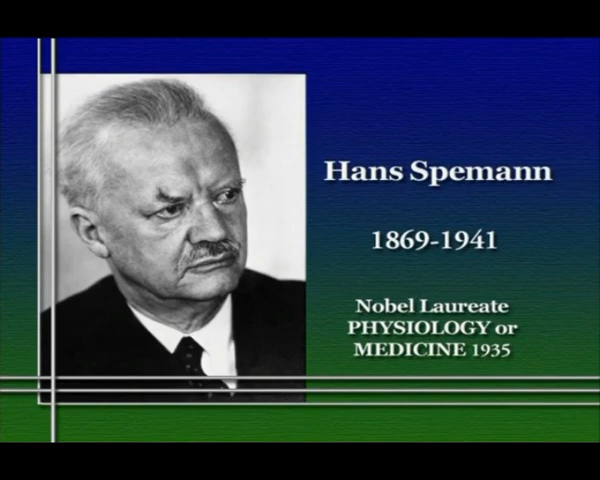 Hans Spemann
1869-1941
Nobel Laureate
PHYSIOLOGY or
MEDICINE 1935